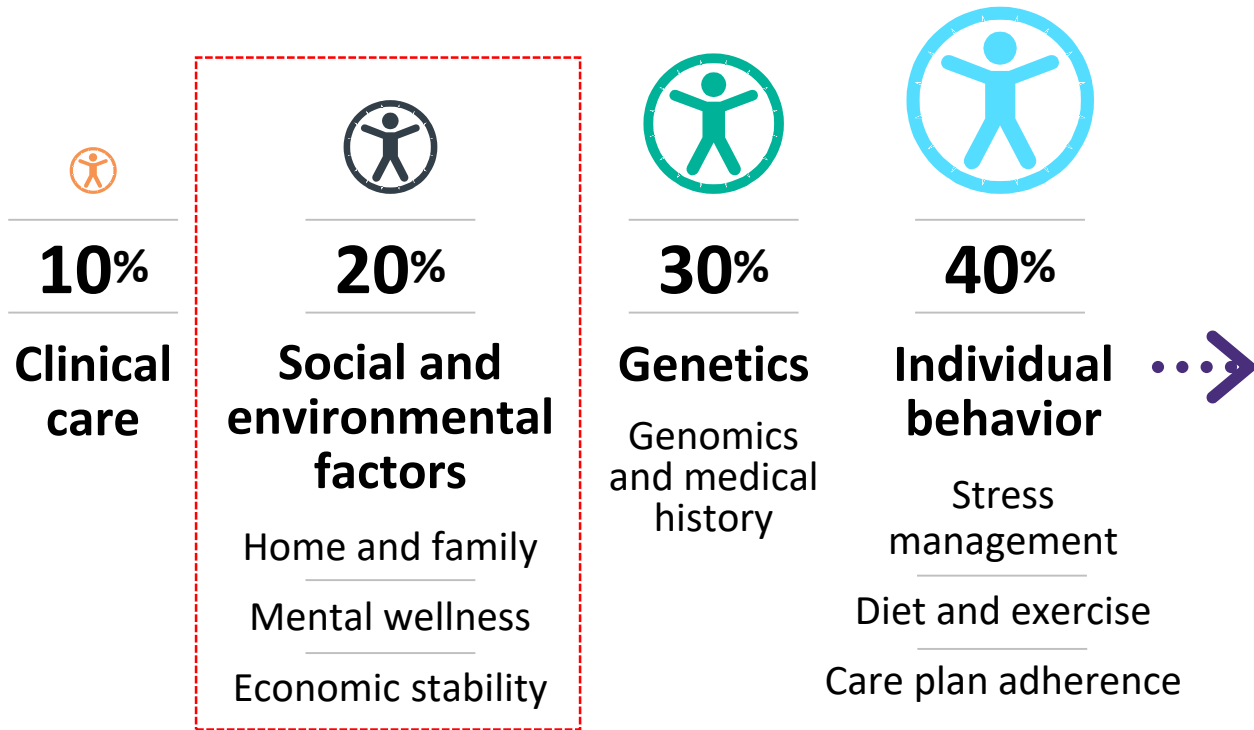 10%
Clinical
care
20%
Social and
environmental
factors
Home and family
Mental wellness
Economic stability
30%
Genetics
Genomics
and medical
history
40%
Individual
behavior
Stress
management
Diet and exercise
Care plan adherence